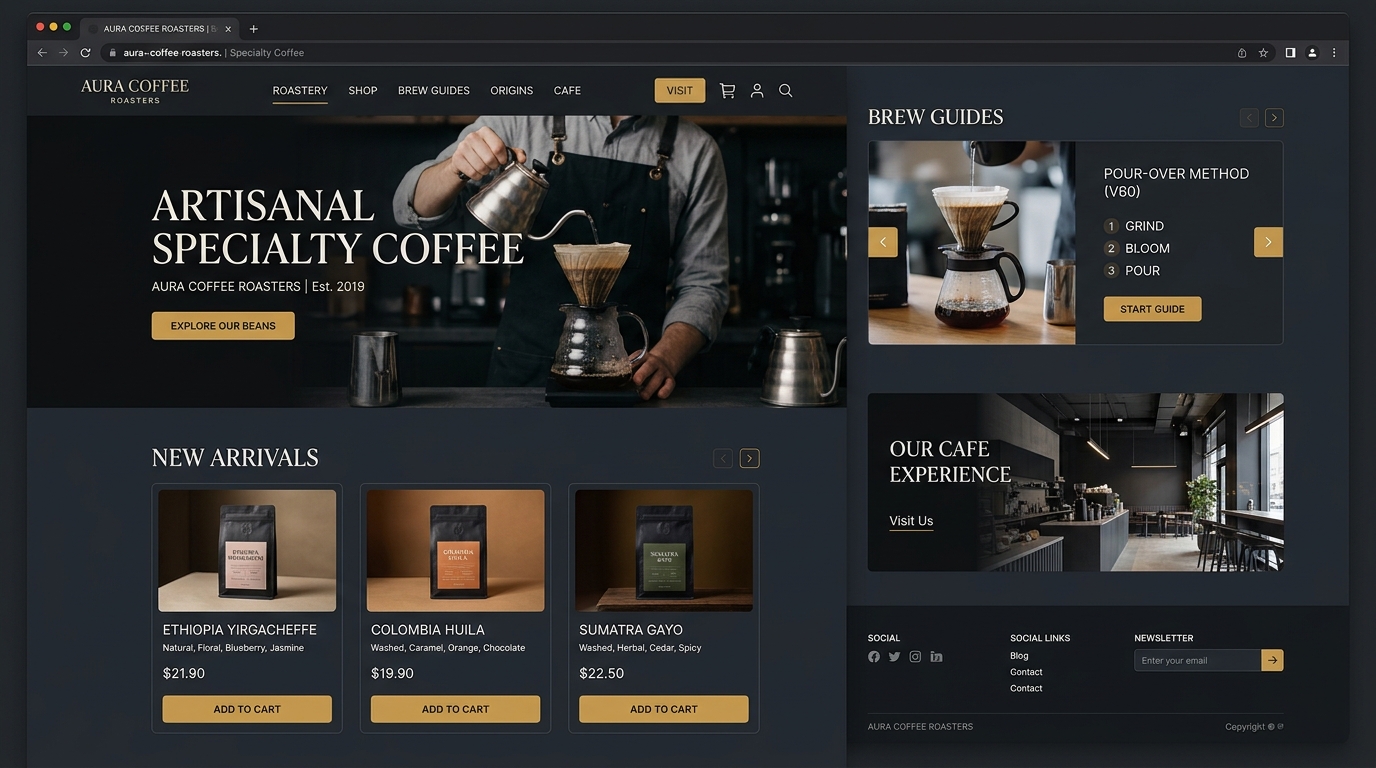 AURA COSFEE ROASTERS |
aura-coffee-roasters. | Specialty Coffee
AURA COFFEE
ROASTERS
ROASTERY
SHOP
BREW GUIDES
ORIGINS
CAFE
VISIT
ARTISANAL
SPECIALTY COFFEE
AURA COFFEE ROASTERS | Est. 2019
EXPLORE OUR BEANS
NEW ARRIVALS
ETHIOPIA YIRGACHEFFE
Natural, Floral, Blueberry, Jasmine
$21.90
ADD TO CART
COLOMBIA HUILA
Washed, Caramel, Orange, Chocolate
$19.90
ADD TO CART
SUMATRA GAYO
Washed, Herbal, Cedar, Spicy
$22.50
ADD TO CART
BREW GUIDES
POUR-OVER METHOD
(V60)
1 GRIND
2 BLOOM
3 POUR
START GUIDE
OUR CAFE
EXPERIENCE
Visit Us
SOCIAL
SOCIAL LINKS
Blog
Gontact
Contact
NEWSLETTER
Enter your email
AURA COFFEE ROASTERS
Cepyright ©